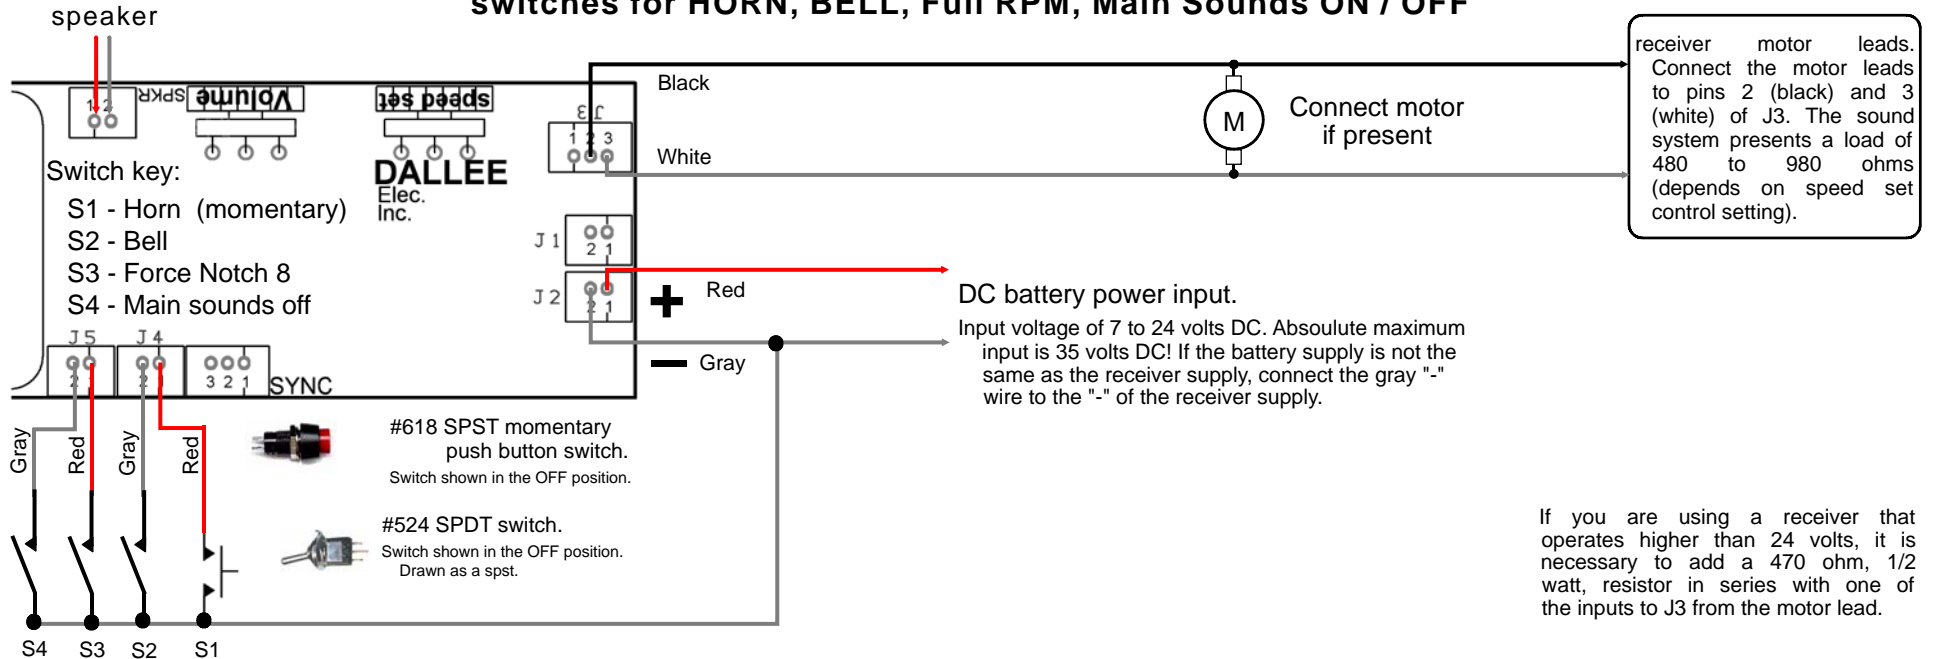 switches for HORN, BELL, Full RPM, Main Sounds ON / OFF
speaker
1 2
SPKR
Volume
speed set
J3
1 2 3
Black
White
M
Connect motor
if present
receiver motor leads.
Connect the motor leads
to pins 2 (black) and 3
(white) of J3. The sound
system presents a load of
480 to 980 ohms
(depends on speed set
control setting).
DALLEE
Elec.
Inc.
Switch key:
S1 - Horn (momentary)
S2 - Bell
S3 - Force Notch 8
S4 - Main sounds off
J 1
2 1
J 2
2 1
+ Red
- Gray
DC battery power input.
Input voltage of 7 to 24 volts DC. Absoulute maximum
input is 35 volts DC! If the battery supply is not the
same as the receiver supply, connect the gray "-"
wire to the "-" of the receiver supply.
J 5
2 1
J 4
2 1
3 2 1
SYNC
Gray
Red
Gray
Red
#618 SPST momentary
push button switch.
Switch shown in the OFF position.
#524 SPDT switch.
Switch shown in the OFF position.
Drawn as a spst.
If you are using a receiver that
operates higher than 24 volts, it is
necessary to add a 470 ohm, 1/2
watt, resistor in series with one of
the inputs to J3 from the motor lead.
S4 S3 S2 S1